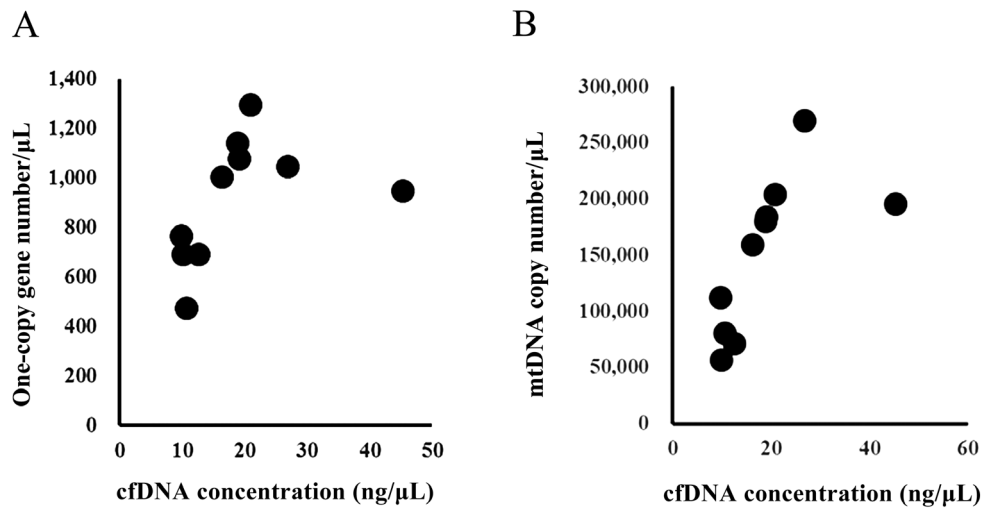 A
One-copy gene number/µL
1,400
1,200
1,000
800
600
400
200
0
0 10 20 30 40 50
cfDNA concentration (ng/µL)
B
mtDNA copy number/µL
300,000
250,000
200,000
150,000
100,000
50,000
0
0 20 40 60
cfDNA concentration (ng/µL)